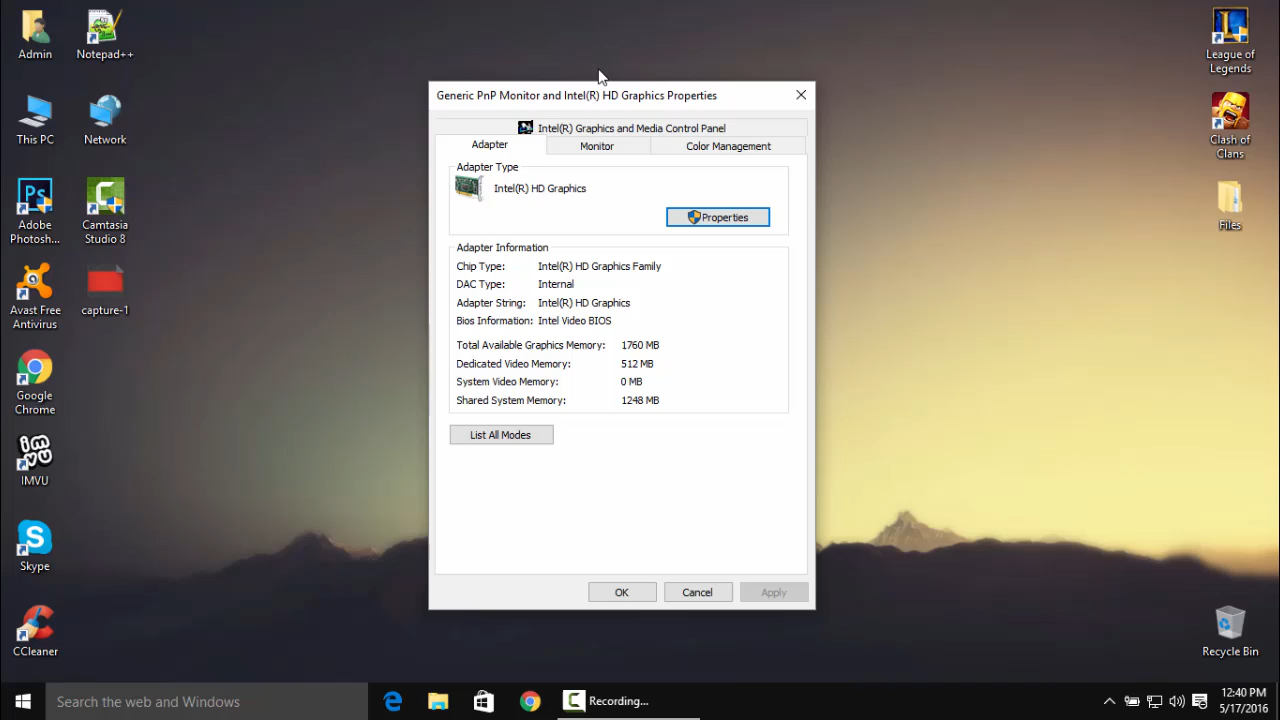 Admin
Notepad++
This PC
Network
Adobe
Photosh...
Camtasia
Studio 8
Avast Free
Antivirus
capture-1
Google
Chrome
IMVU
Skype
CCleaner
Generic PnP Monitor and Intel(R) HD Graphics Properties
Intel(R) Graphics and Media Control Panel
Adapter
Monitor
Color Management
Adapter Type
Intel(R) HD Graphics
Properties
Adapter Information
Chip Type: Intel(R) HD Graphics Family
DAC Type: Internal
Adapter String: Intel(R) HD Graphics
Bios Information: Intel Video BIOS
Total Available Graphics Memory: 1760 MB
Dedicated Video Memory: 512 MB
System Video Memory: 0 MB
Shared System Memory: 1248 MB
List All Modes
OK
Cancel
Apply
League of
Legends
Clash of
Clans
Files
Recycle Bin
Search the web and Windows
Recording...
12:40 PM
5/17/2016